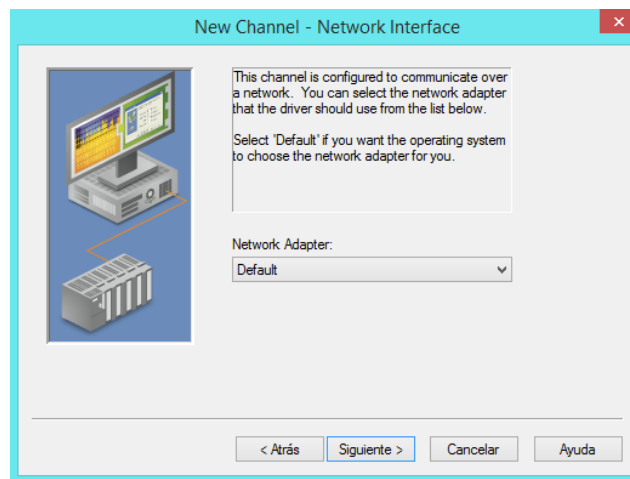 New Channel - Network Interface
This channel is configured to communicate over
a network. You can select the network adapter
that the driver should use from the list below.
Select 'Default' if you want the operating system
to choose the network adapter for you.
Network Adapter:
Default
< Atrás
Siguiente >
Cancelar
Ayuda